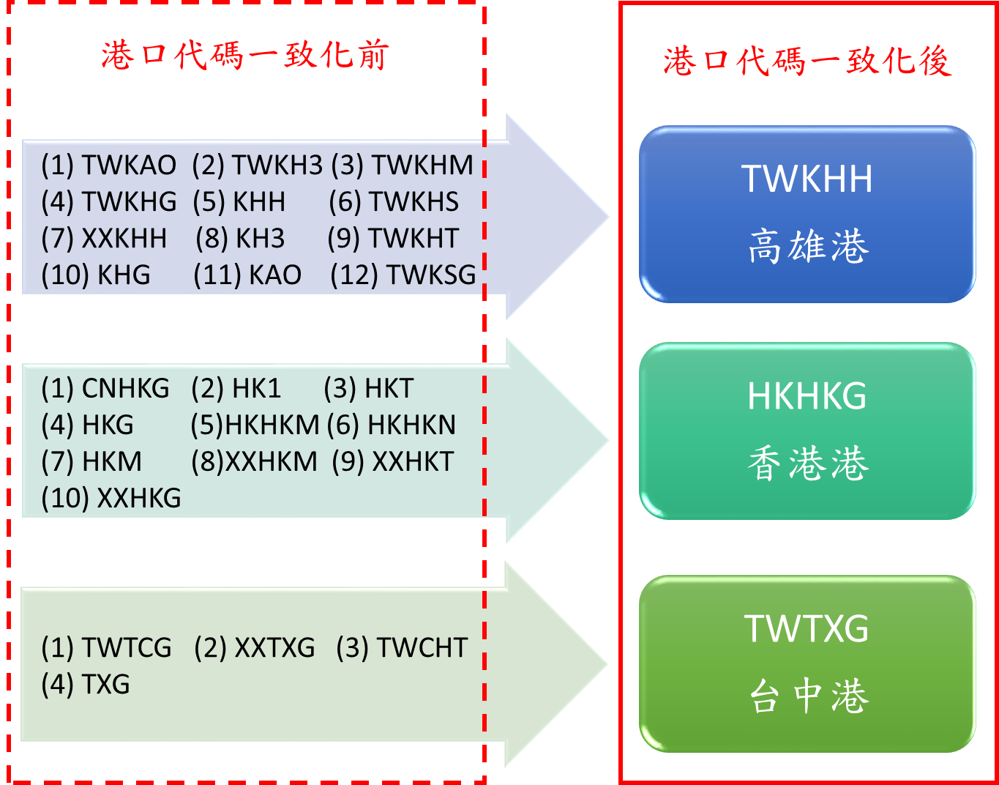 港口代碼一致化前
(1) TWKAO (2) TWKH3 (3) TWKHM
(4) TWKHG (5) KHH (6) TWKHS
(7) XXKHH (8) KH3 (9) TWKHT
(10) KHG (11) KAO (12) TWKSG
(1) CNHKG (2) HK1 (3) HKT
(4) HKG (5)HKHKM (6) HKHKN
(7) HKM (8)XXHKM (9) XXHKT
(10) XXHKG
(1) TWTCG (2) XXTXG (3) TWCHT
(4) TXG
港口代碼一致化後
TWKHH
高雄港
HKHKG
香港港
TWTXG
台中港